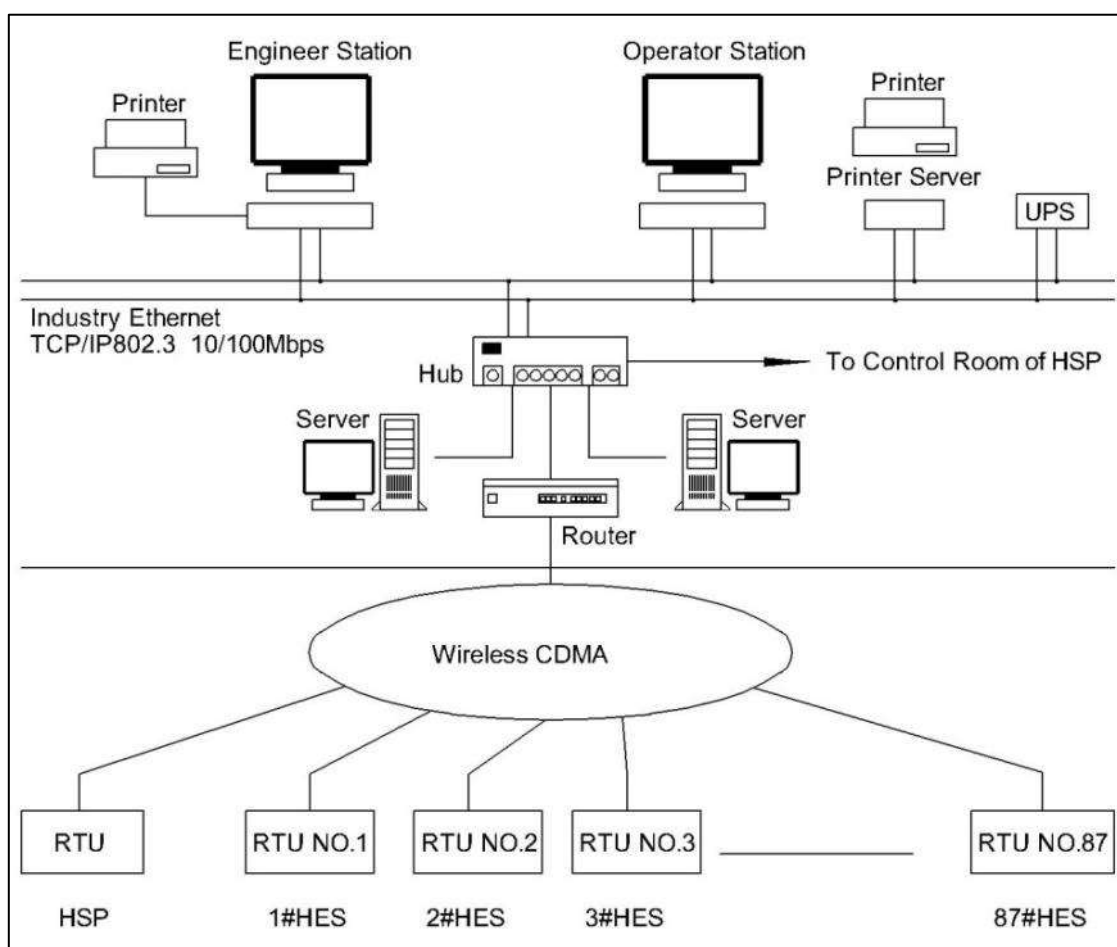 Engineer Station
Operator Station
Printer
Printer
Printer Server
UPS
Industry Ethernet
TCP/IP802.3 10/100Mbps
Hub
To Control Room of HSP
Server
Server
Router
Wireless CDMA
RTU
RTU NO.1
RTU NO.2
RTU NO.3
RTU NO.87
HSP
1#HES
2#HES
3#HES
87#HES